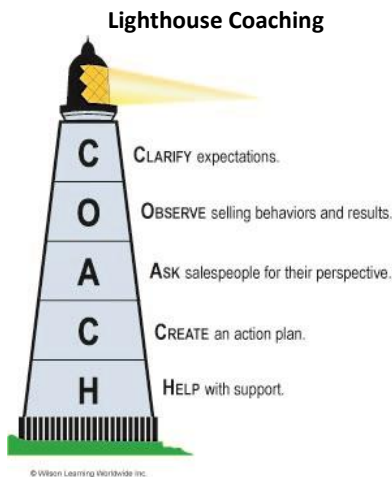 Lighthouse Coaching
C CLARIFY expectations.
O OBSERVE selling behaviors and results.
A ASK salespeople for their perspective.
C CREATE an action plan.
H HELP with support.
© Wilson Learning Worldwide Inc.